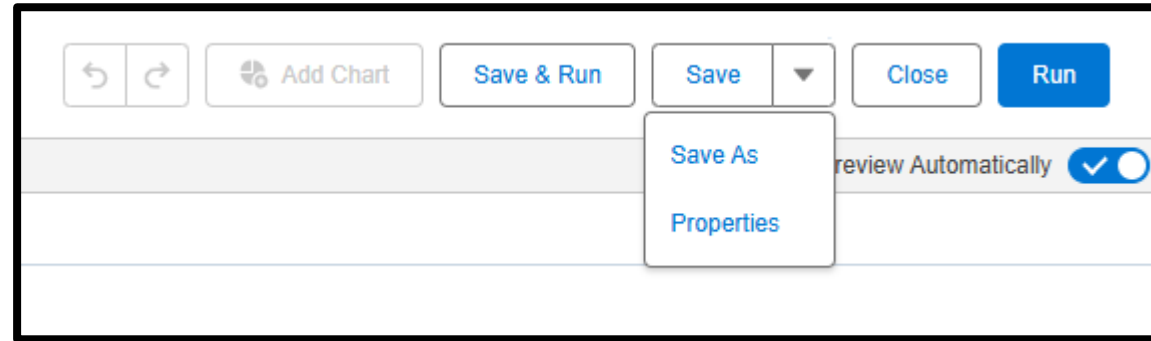 Add Chart Save & Run Save Close Run
Save As
review Automatically
Properties